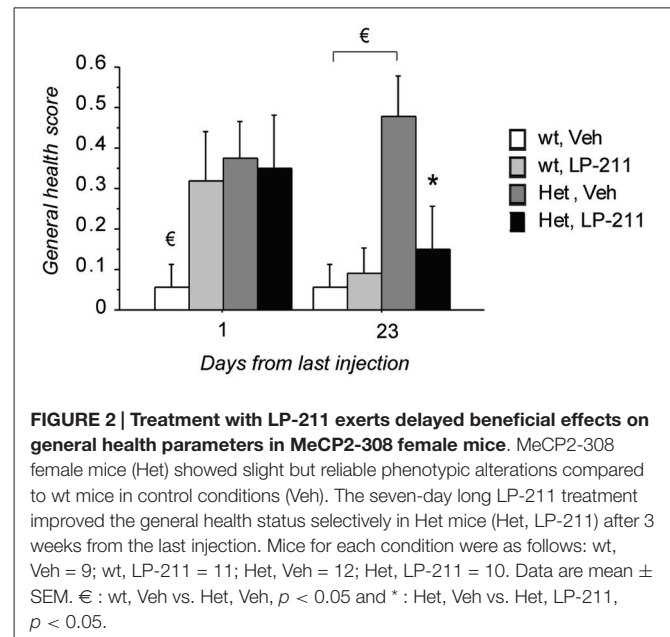 €
0.6
0.5
0.4
0.3
0.2
0.1
0
General health score
€
*
1
23
Days from last injection
wt, Veh
wt, LP-211
Het , Veh
Het, LP-211
FIGURE 2 | Treatment with LP-211 exerts delayed beneficial effects on
general health parameters in MeCP2-308 female mice. MeCP2-308
female mice (Het) showed slight but reliable phenotypic alterations compared
to wt mice in control conditions (Veh). The seven-day long LP-211 treatment
improved the general health status selectively in Het mice (Het, LP-211) after 3
weeks from the last injection. Mice for each condition were as follows: wt,
Veh = 9; wt, LP-211 = 11; Het, Veh = 12; Het, LP-211 = 10. Data are mean ±
SEM. € : wt, Veh vs. Het, Veh, p < 0.05 and * : Het, Veh vs. Het, LP-211,
p < 0.05.